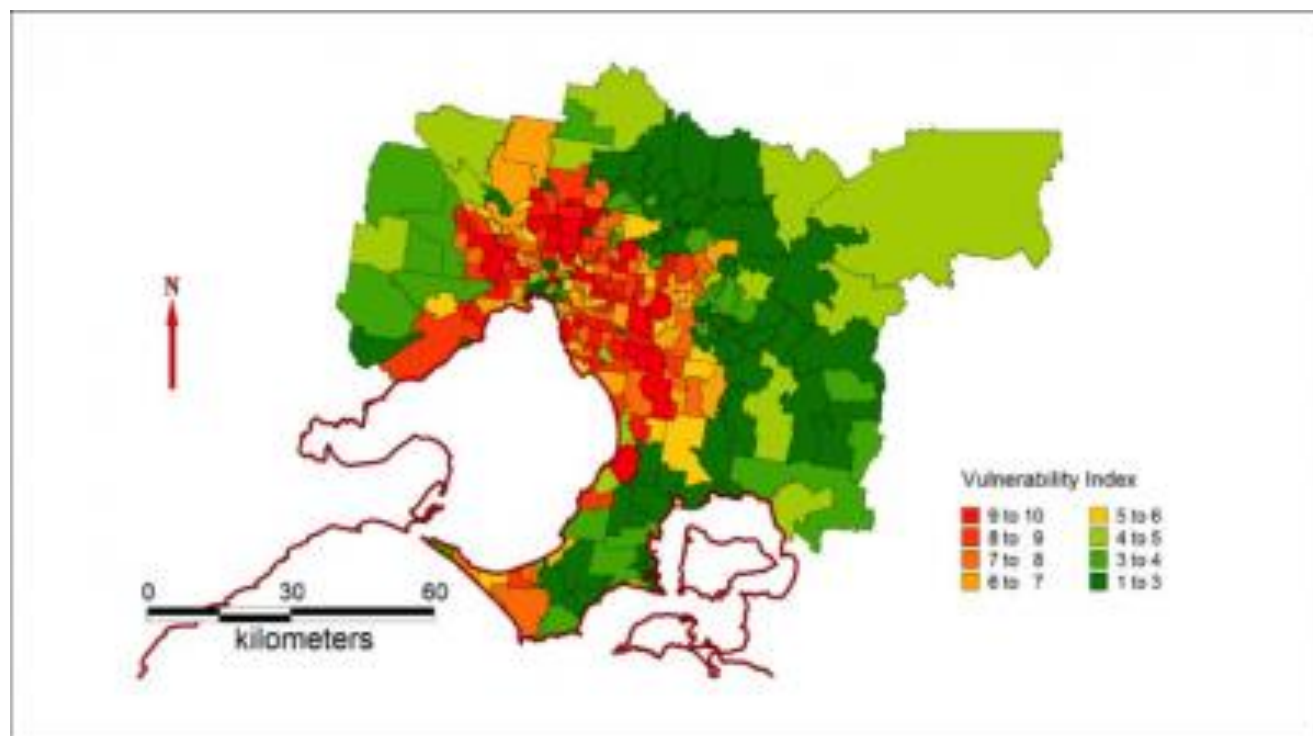 N
0 30 60
kilometers
Vulnerability Index
9 to 10
8 to 9
7 to 8
6 to 7
5 to 6
4 to 5
3 to 4
1 to 3